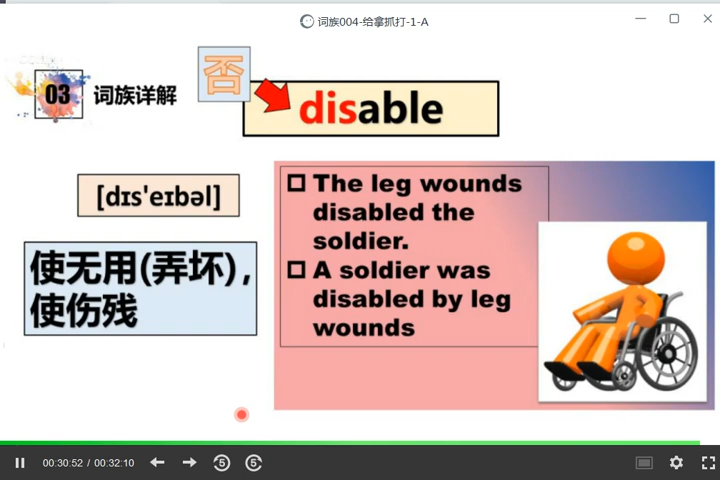 词族004-给拿抓打-1-A
否
03 词族详解
disable
[dɪs'eɪbəl]
使无用(弄坏),
使伤残
The leg wounds
disabled the
soldier.
A soldier was
disabled by leg
wounds
00:30:52 / 00:32:10
5 5